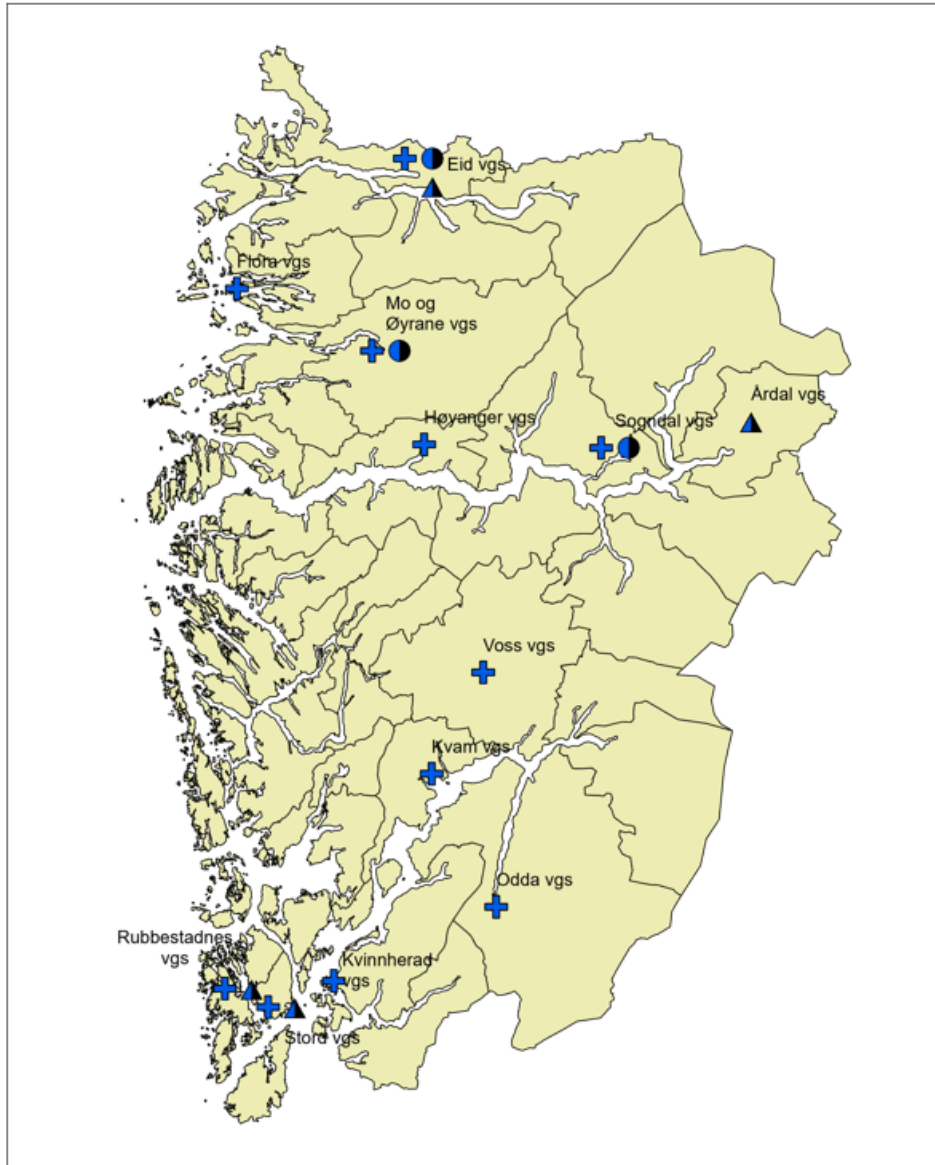 Eid vgs
Flora vgs
Mo og
Øyrane vgs
Årdal vgs
Høyanger vgs
Sogndal vgs
Voss vgs
Kvam vgs
Odda vgs
Rubbestadnes
vgs
Kvinnherad
vgs
Stord vgs